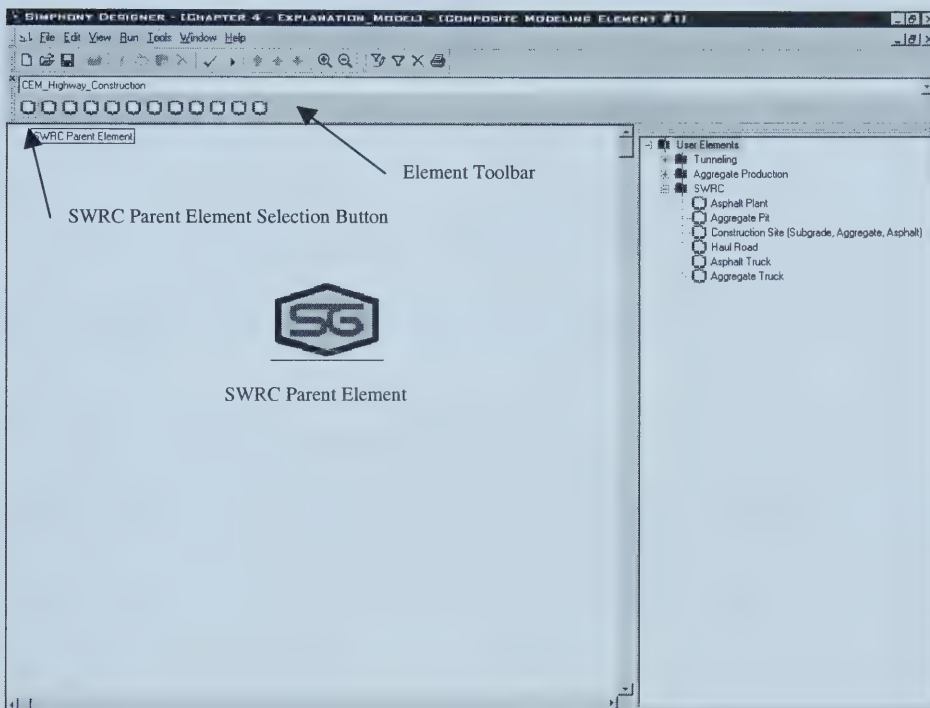 SIMPHONY DESIGNER - [CHAPTER 4 - EXPLANATION_MODEL] - [COMPOSITE MODELING ELEMENT #1]
File Edit View Run Tools Window Help
CEM_Highway_Construction
SWRC Parent Element
Element Toolbar
SWRC Parent Element Selection Button
SG
SWRC Parent Element
User Elements
Tunneling
Aggregate Production
SWRC
Asphalt Plant
Aggregate Pit
Construction Site (Subgrade, Aggregate, Asphalt)
Haul Road
Asphalt Truck
Aggregate Truck